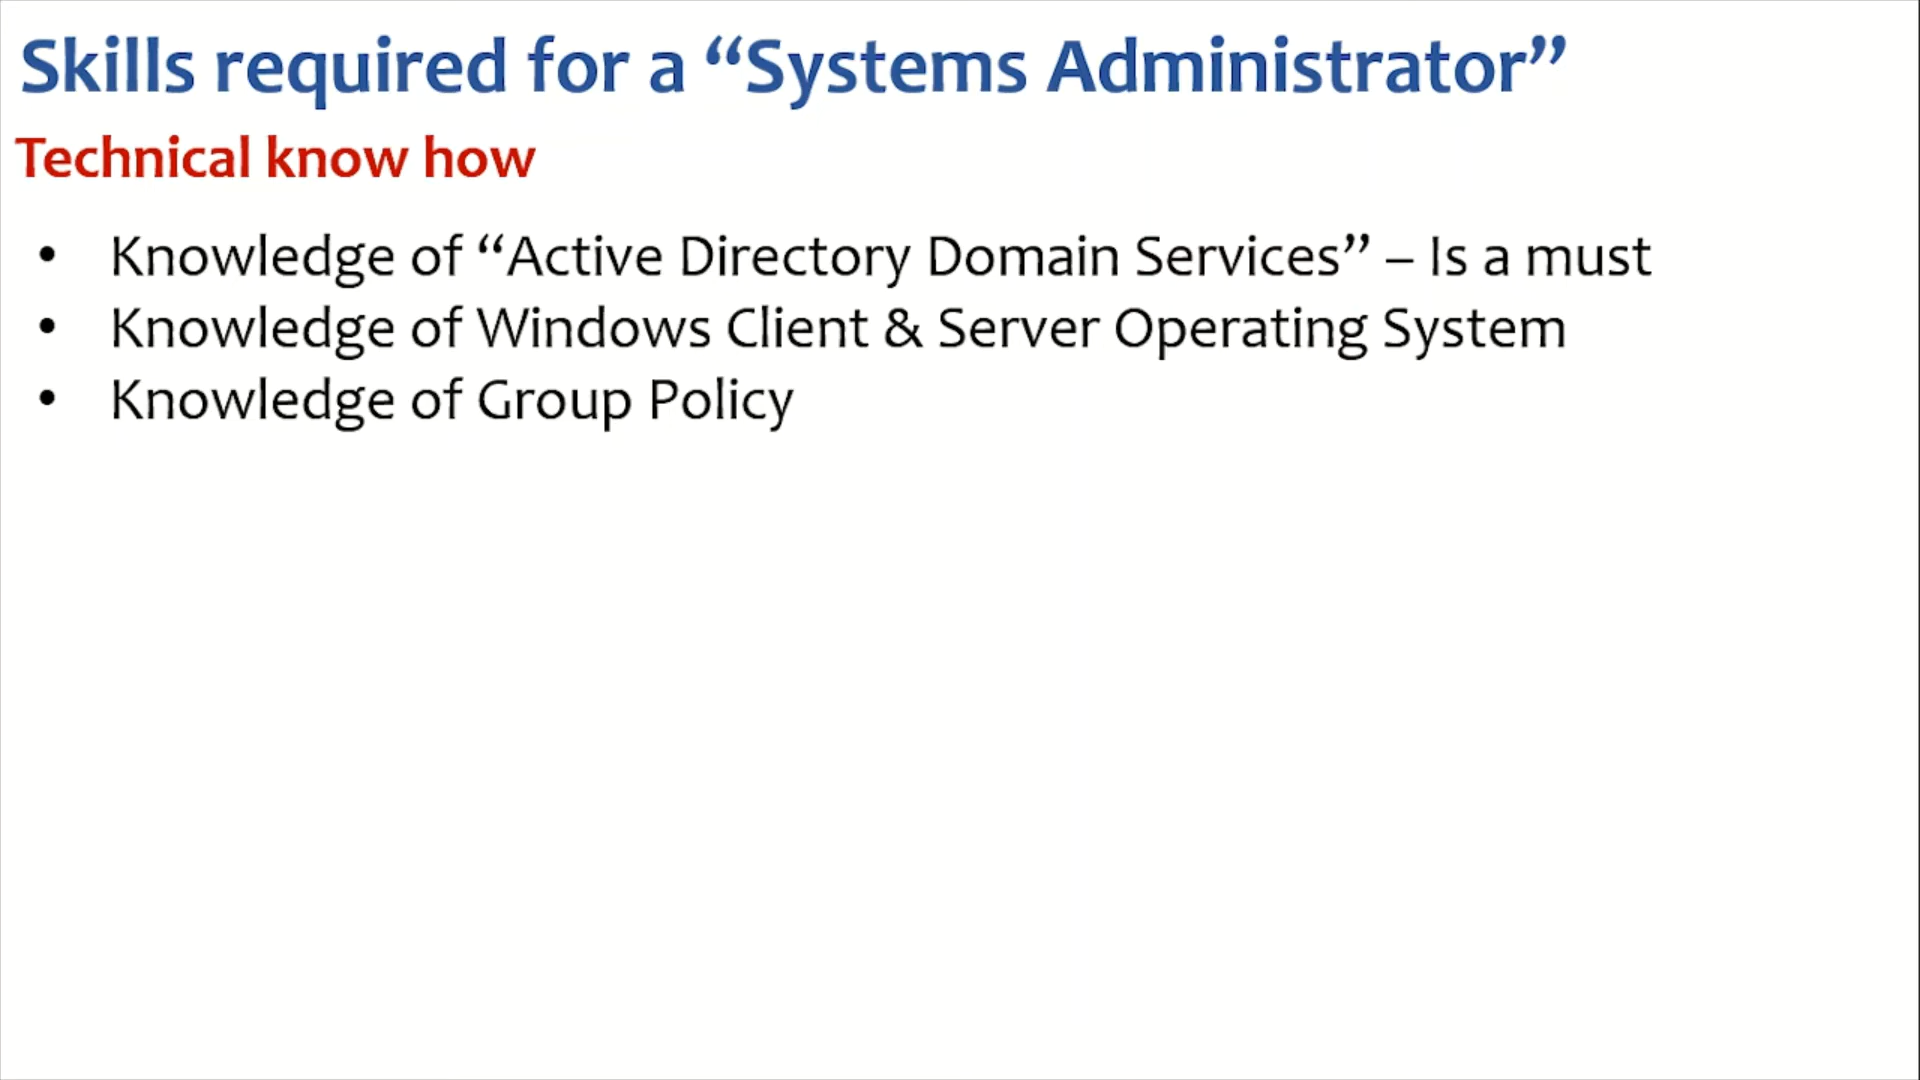 Skills required for a “Systems Administrator”
Technical know how
• Knowledge of “Active Directory Domain Services” – Is a must
• Knowledge of Windows Client & Server Operating System
• Knowledge of Group Policy